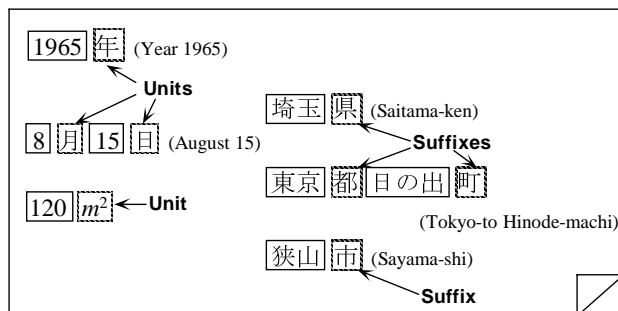 1965 年 (Year 1965)
Units
8 月 15 日 (August 15)
120 m² Unit
埼玉 県 (Saitama-ken)
Suffixes
東京 都 日の出 町
(Tokyo-to Hinode-machi)
狭山 市 (Sayama-shi)
Suffix